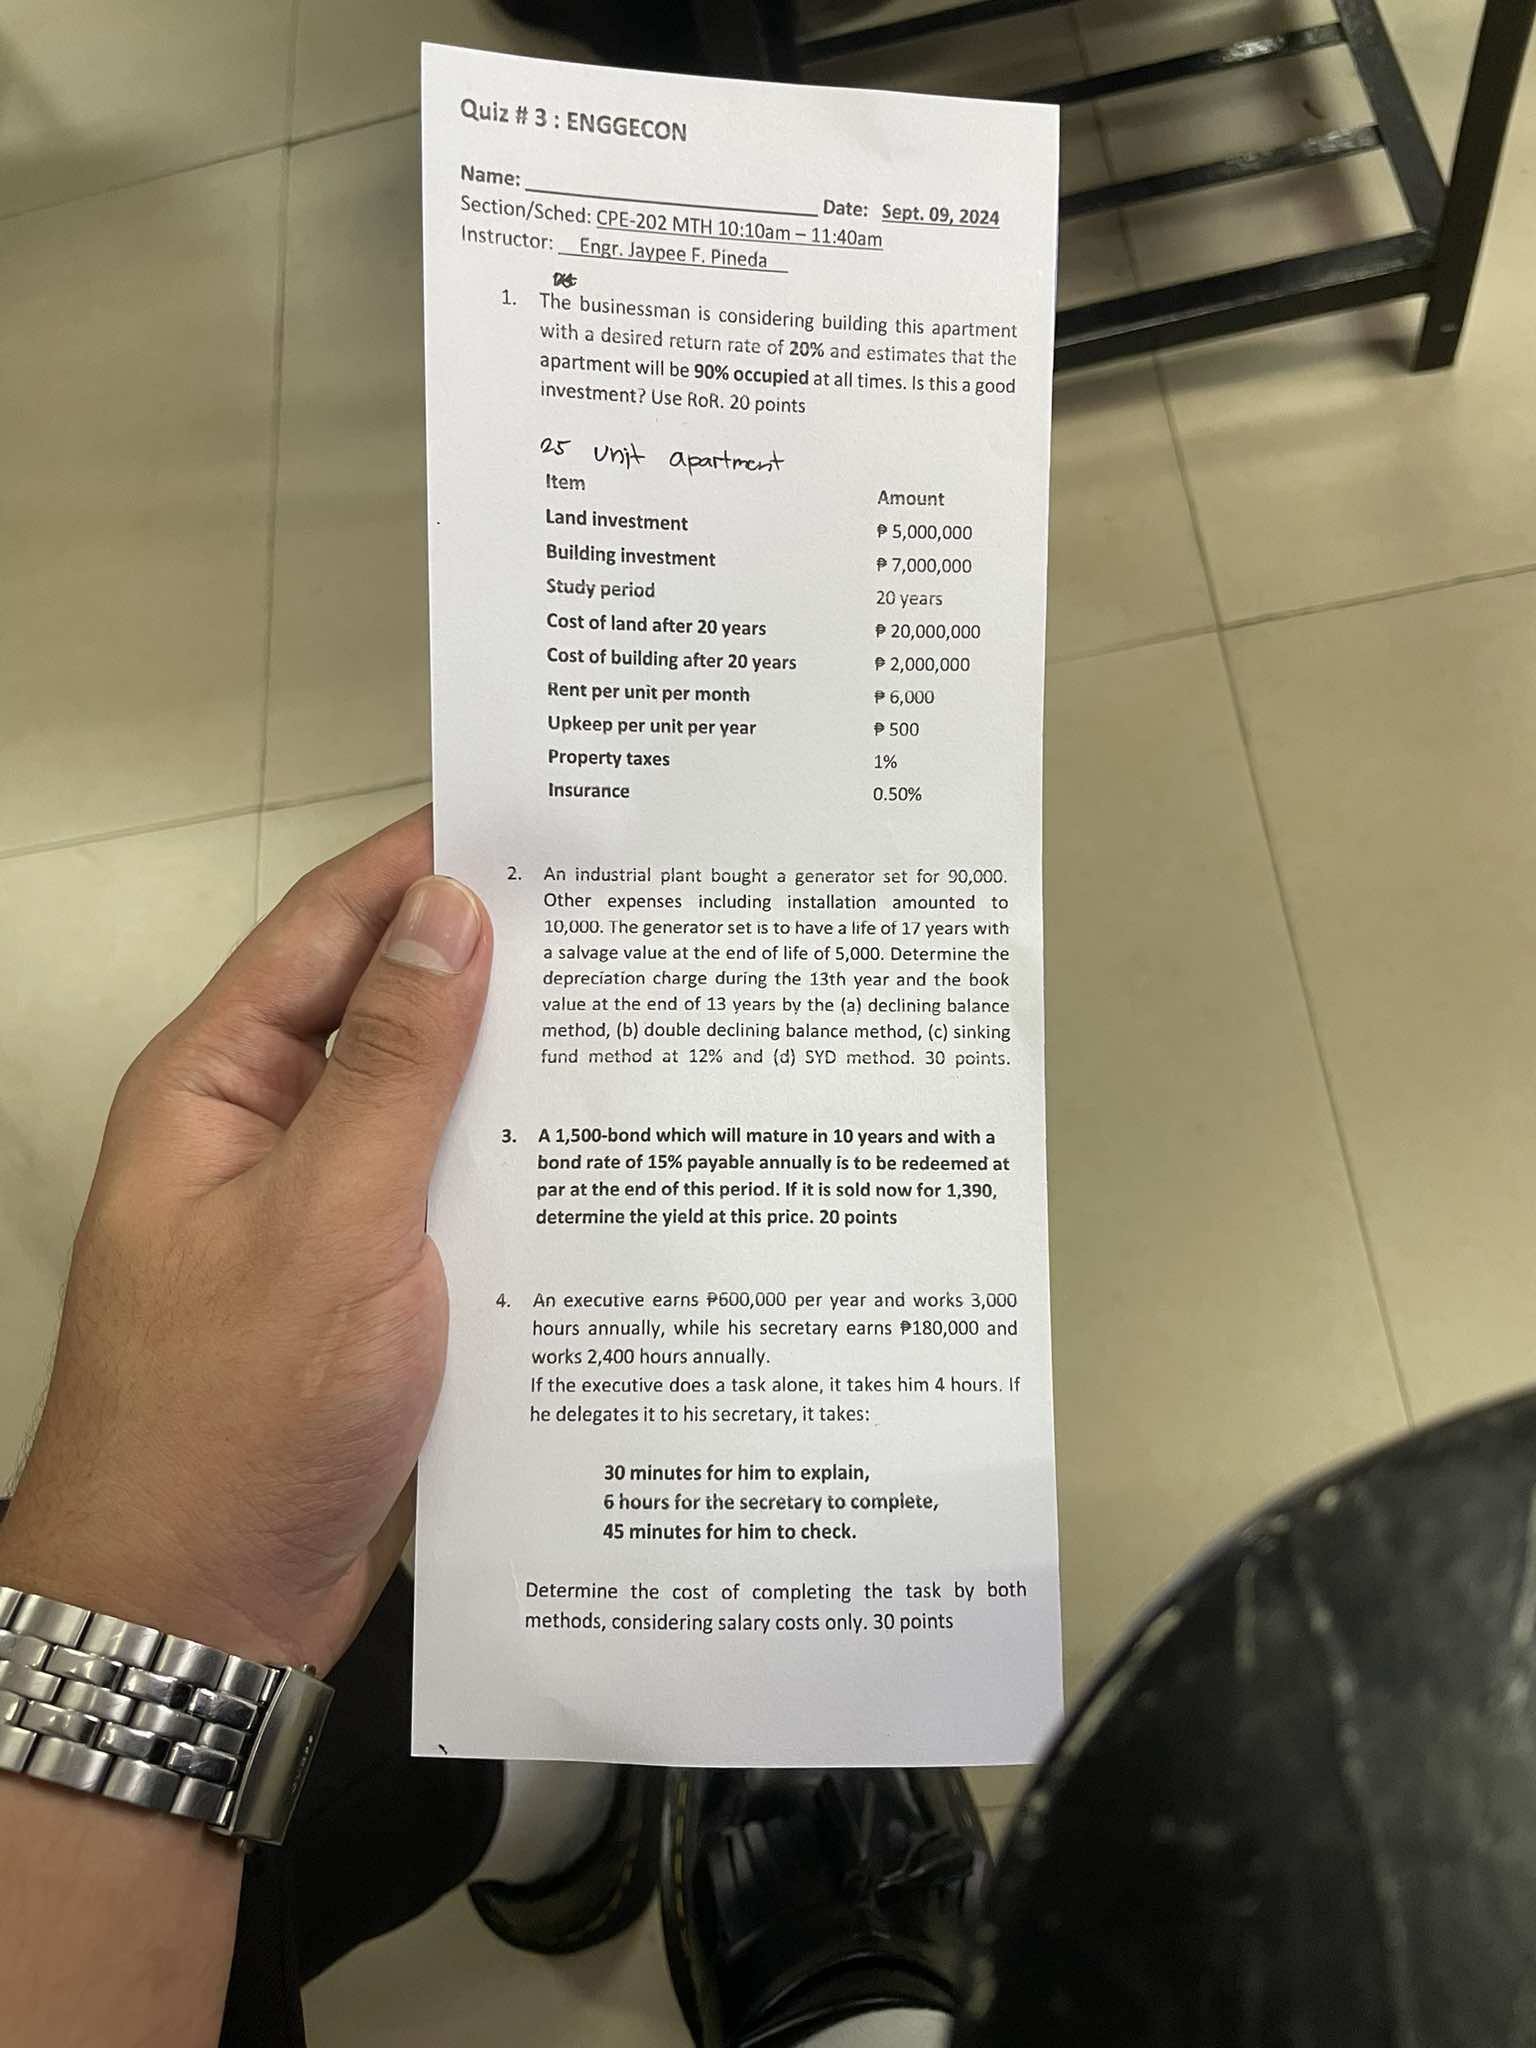 Quiz # 3 : ENGGECON
Name: ____________ Date: Sept. 09, 2024
Section/Sched: CPE-202 MTH 10:10am – 11:40am
Instructor: Engr. Jaypee F. Pineda
1. The businessman is considering building this apartment
with a desired return rate of 20% and estimates that the
apartment will be 90% occupied at all times. Is this a good
investment? Use RoR. 20 points
25 unit apartment
Item Amount
Land investment ₱ 5,000,000
Building investment ₱ 7,000,000
Study period 20 years
Cost of land after 20 years ₱ 20,000,000
Cost of building after 20 years ₱ 2,000,000
Rent per unit per month ₱ 6,000
Upkeep per unit per year ₱ 500
Property taxes 1%
Insurance 0.50%
2. An industrial plant bought a generator set for 90,000.
Other expenses including installation amounted to
10,000. The generator set is to have a life of 17 years with
a salvage value at the end of life of 5,000. Determine the
depreciation charge during the 13th year and the book
value at the end of 13 years by the (a) declining balance
method, (b) double declining balance method, (c) sinking
fund method at 12% and (d) SYD method. 30 points.
3. A 1,500-bond which will mature in 10 years and with a
bond rate of 15% payable annually is to be redeemed at
par at the end of this period. If it is sold now for 1,390,
determine the yield at this price. 20 points
4. An executive earns ₱600,000 per year and works 3,000
hours annually, while his secretary earns ₱180,000 and
works 2,400 hours annually.
If the executive does a task alone, it takes him 4 hours. If
he delegates it to his secretary, it takes:
30 minutes for him to explain,
6 hours for the secretary to complete,
45 minutes for him to check.
Determine the cost of completing the task by both
methods, considering salary costs only. 30 points